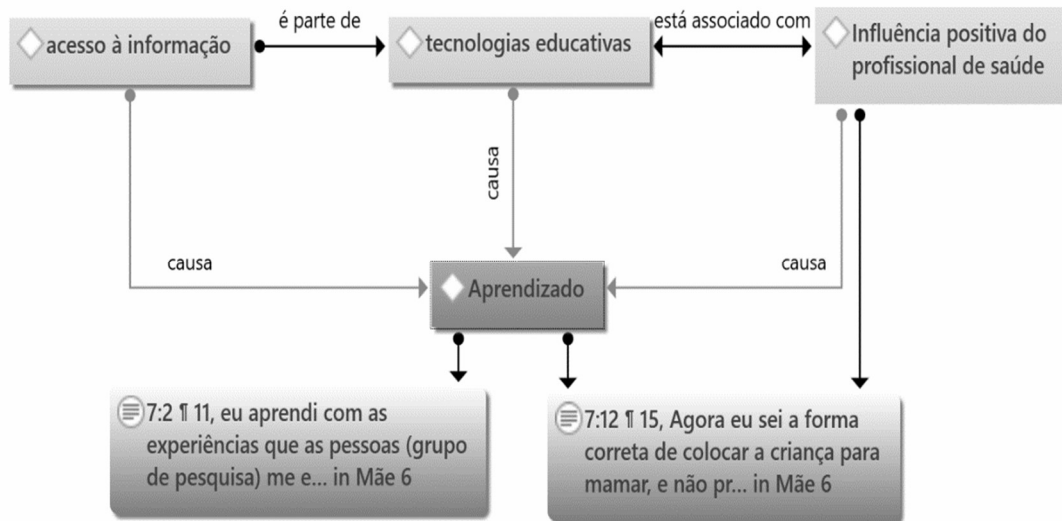 acesso à informação
é parte de
tecnologias educativas
está associado com
Influência positiva do
profissional de saúde
causa
causa
causa
Aprendizado
7:2 ¶ 11, eu aprendi com as
experiências que as pessoas (grupo
de pesquisa) me e... in Mãe 6
7:12 ¶ 15, Agora eu sei a forma
correta de colocar a criança para
mamar, e não pr... in Mãe 6